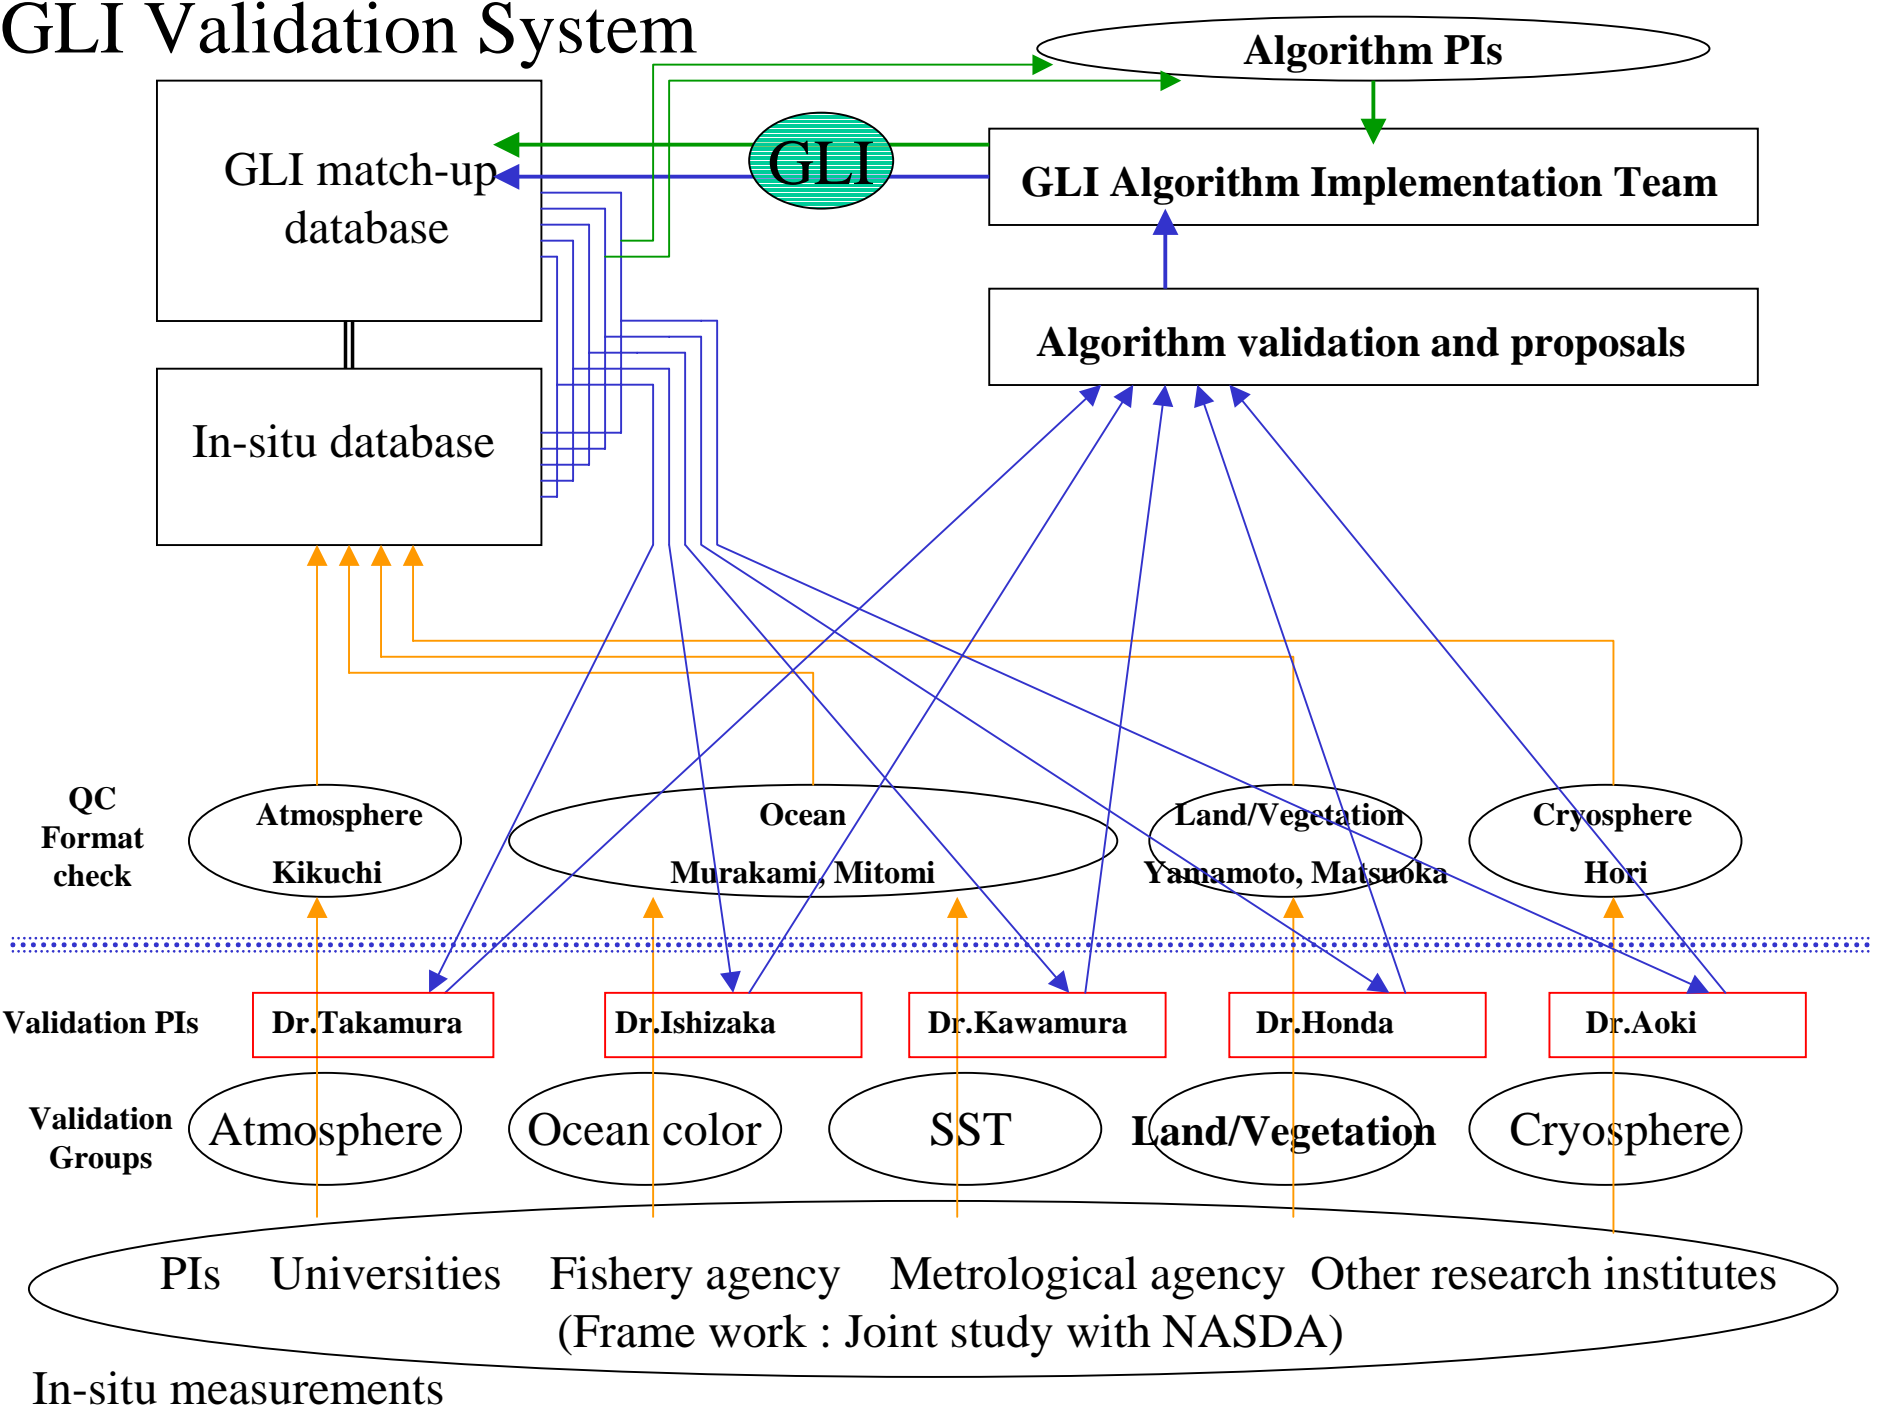 GLI Validation System
Algorithm PIs
GLI match-up
database
GLI
GLI Algorithm Implementation Team
Algorithm validation and proposals
In-situ database
QC
Format
check
Atmosphere
Kikuchi
Ocean
Murakami, Mitomi
Land/Vegetation
Yamamoto, Matsuoka
Cryosphere
Hori
Validation PIs
Dr.Takamura
Dr.Ishizaka
Dr.Kawamura
Dr.Honda
Dr.Aoki
Validation
Groups
Atmosphere
Ocean color
SST
Land/Vegetation
Cryosphere
PIs Universities Fishery agency Metrological agency Other research institutes
(Frame work : Joint study with NASDA)
In-situ measurements